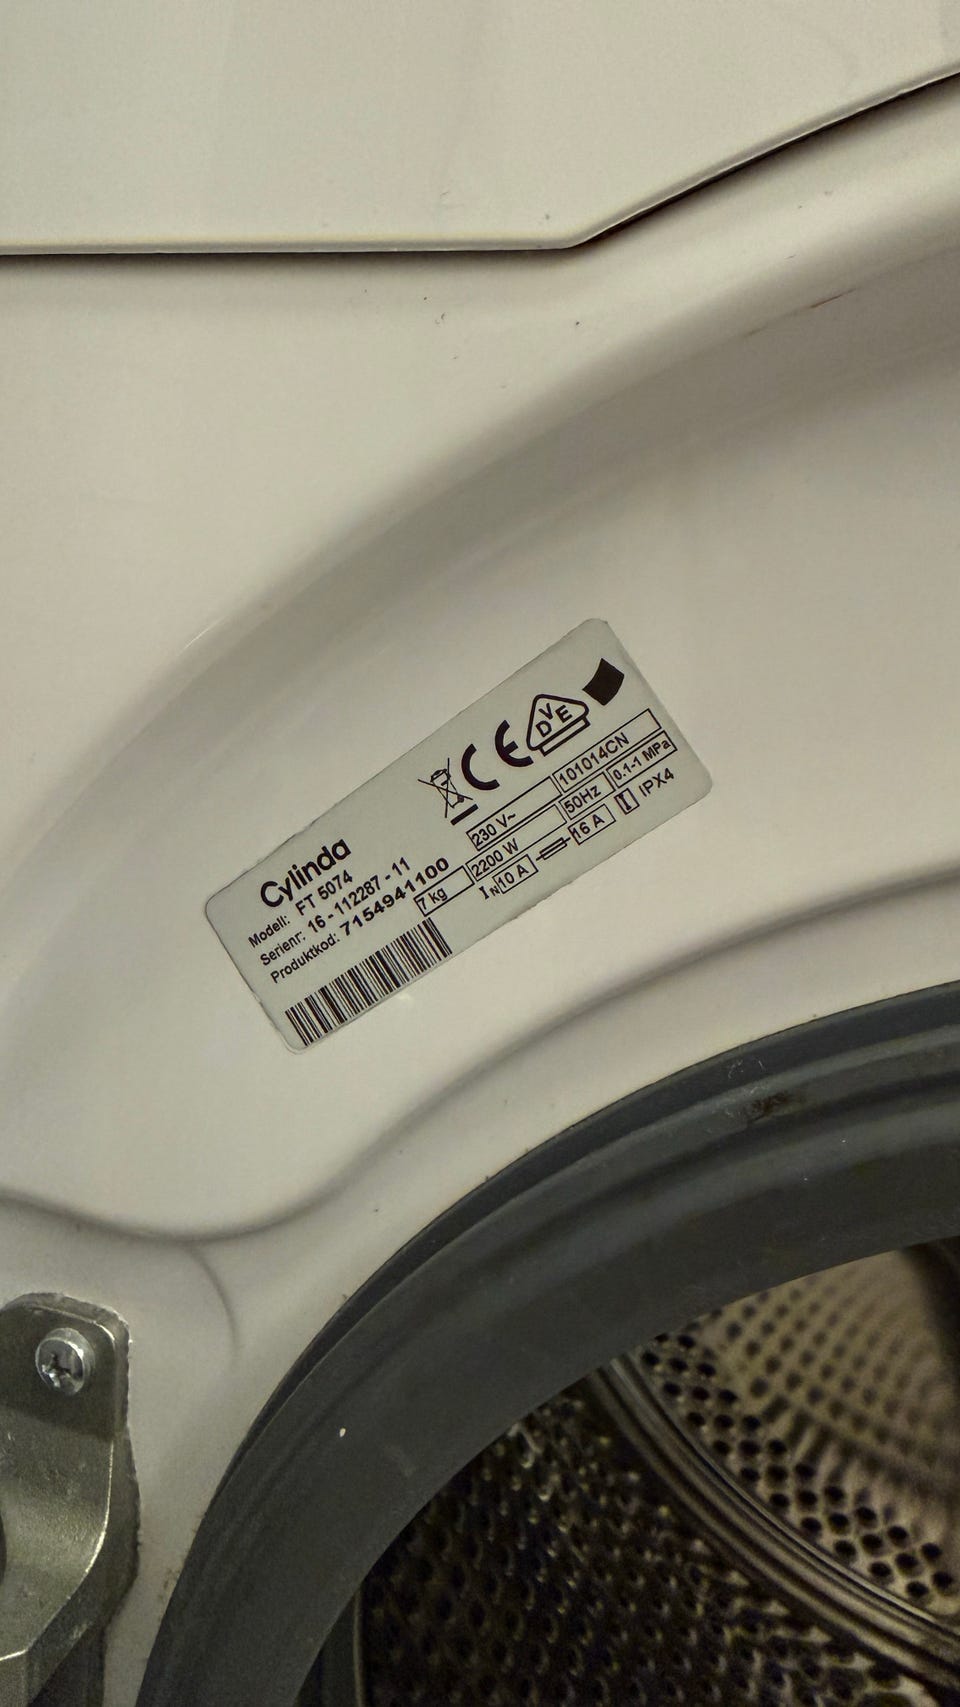 Cylinda
Modell: FT 5074
Serienr: 16-112287-11
Produktkod: 7154941100
CE
DVE
230 V~ 101014CN
7 kg 2200 W 50Hz 0.1-1 MPa
IN 10 A 16 A IPX4